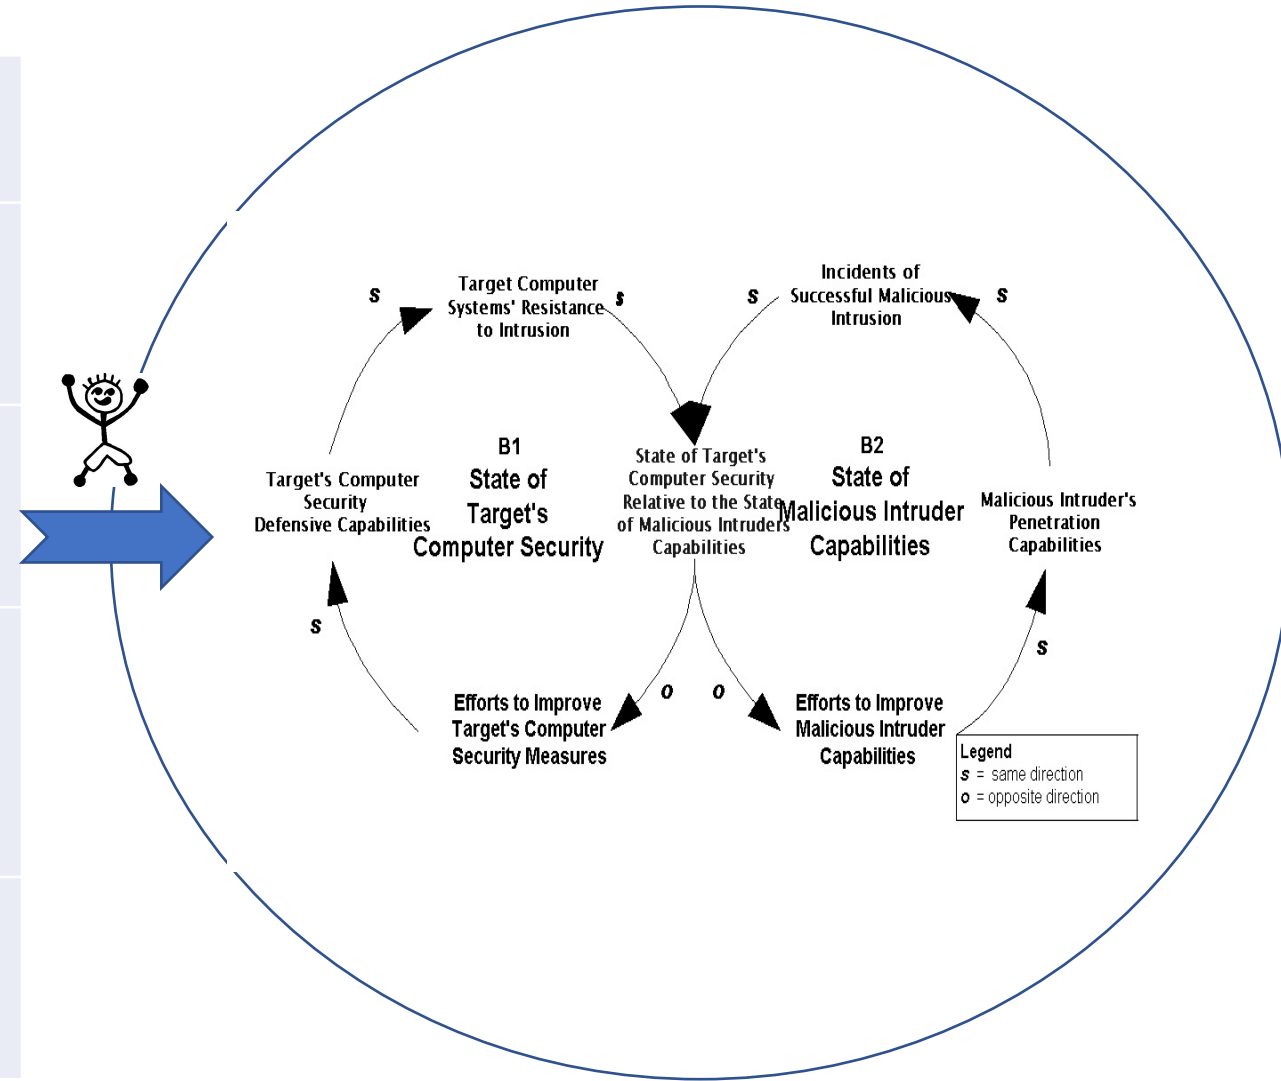 Target Computer
Systems' Resistance
to Intrusion
s
s
Incidents of
Successful Malicious
Intrusion
s
s
Target's Computer
Security
Defensive Capabilities
B1
State of
Target's
Computer Security
State of Target's
Computer Security
Relative to the State
of Malicious Intruders
Capabilities
B2
State of
Malicious Intruder
Capabilities
Malicious Intruder's
Penetration
Capabilities
s
s
o
o
Efforts to Improve
Target's Computer
Security Measures
Efforts to Improve
Malicious Intruder
Capabilities
Legend
s = same direction
o = opposite direction